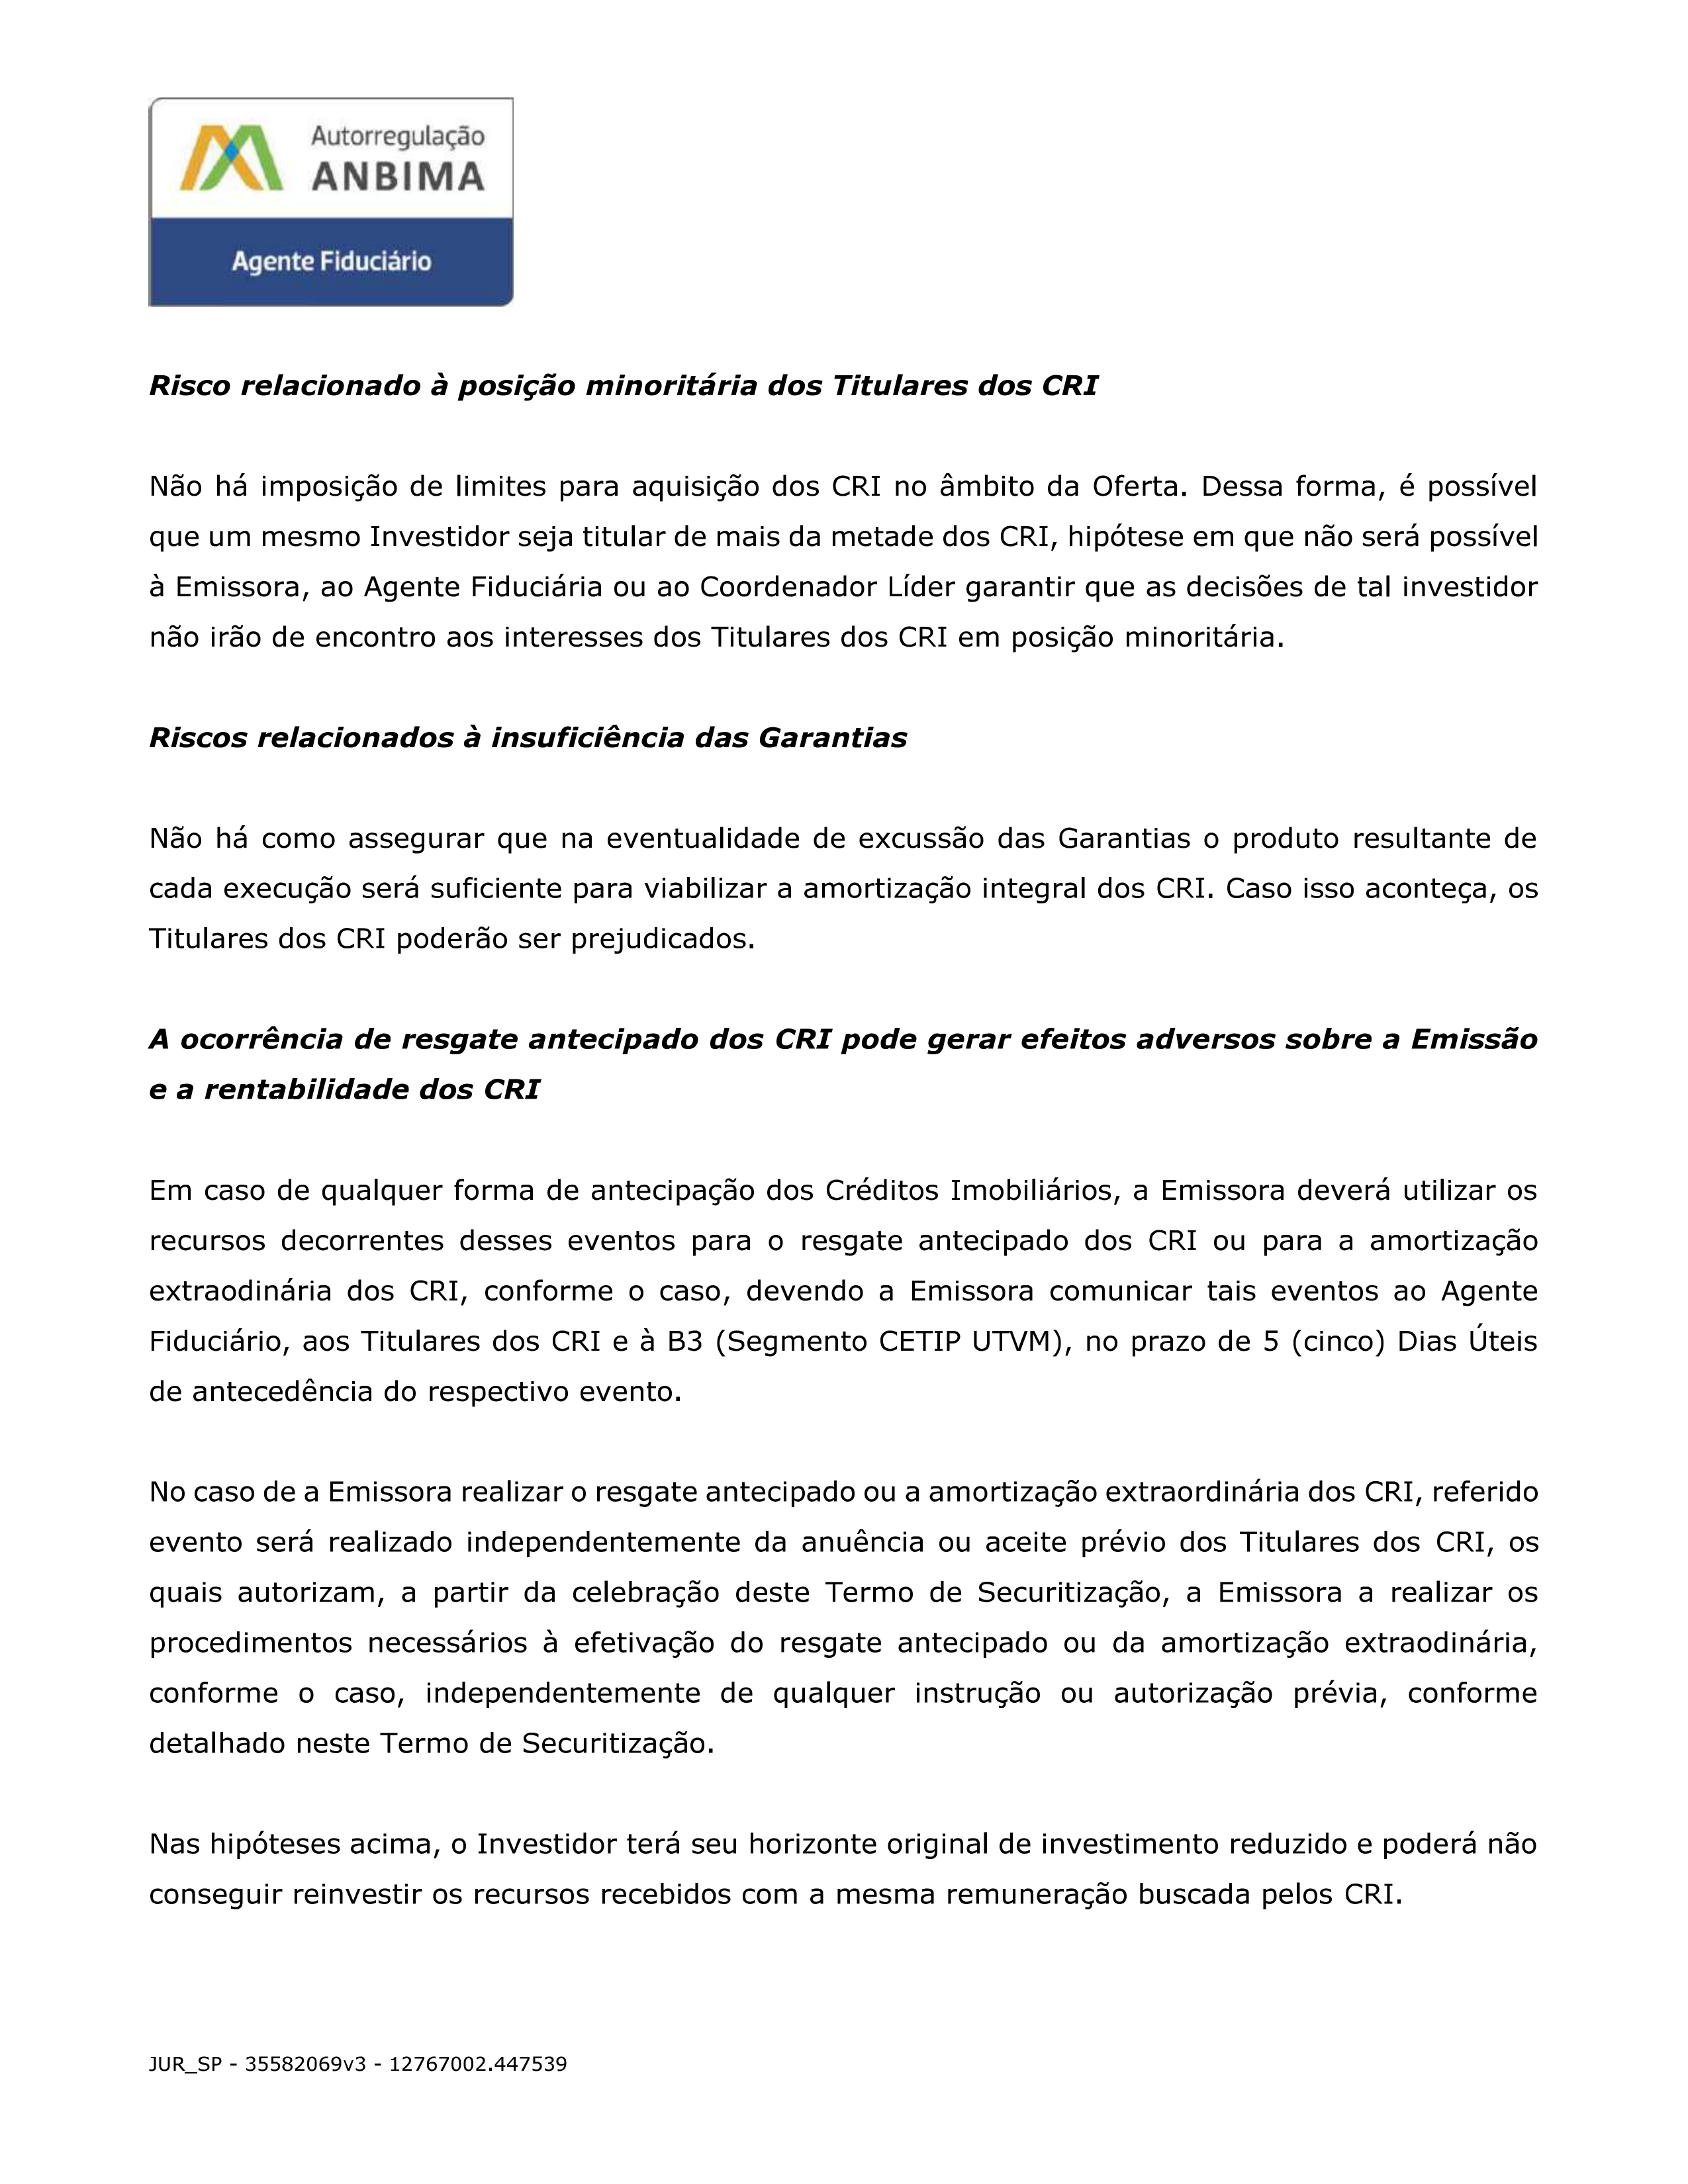 Autorregulação
ANBIMA
Agente Fiduciário
Risco relacionado à posição minoritária dos Titulares dos CRI
Não há imposição de limites para aquisição dos CRI no âmbito da Oferta. Dessa forma, é possível
que um mesmo Investidor seja titular de mais da metade dos CRI, hipótese em que não será possível
à Emissora, ao Agente Fiduciária ou ao Coordenador Líder garantir que as decisões de tal investidor
não irão de encontro aos interesses dos Titulares dos CRI em posição minoritária.
Riscos relacionados à insuficiência das Garantias
Não há como assegurar que na eventualidade de excussão das Garantias o produto resultante de
cada execução será suficiente para viabilizar a amortização integral dos CRI. Caso isso aconteça, os
Titulares dos CRI poderão ser prejudicados.
A ocorrência de resgate antecipado dos CRI pode gerar efeitos adversos sobre a Emissão
e a rentabilidade dos CRI
Em caso de qualquer forma de antecipação dos Créditos Imobiliários, a Emissora deverá utilizar os
recursos decorrentes desses eventos para o resgate antecipado dos CRI ou para a amortização
extraodinária dos CRI, conforme o caso, devendo a Emissora comunicar tais eventos ao Agente
Fiduciário, aos Titulares dos CRI e à B3 (Segmento CETIP UTVM), no prazo de 5 (cinco) Dias Úteis
de antecedência do respectivo evento.
No caso de a Emissora realizar o resgate antecipado ou a amortização extraordinária dos CRI, referido
evento será realizado independentemente da anuência ou aceite prévio dos Titulares dos CRI, os
quais autorizam, a partir da celebração deste Termo de Securitização, a Emissora a realizar os
procedimentos necessários à efetivação do resgate antecipado ou da amortização extraodinária,
conforme o caso, independentemente de qualquer instrução ou autorização prévia, conforme
detalhado neste Termo de Securitização.
Nas hipóteses acima, o Investidor terá seu horizonte original de investimento reduzido e poderá não
conseguir reinvestir os recursos recebidos com a mesma remuneração buscada pelos CRI.
JUR_SP - 35582069v3 - 12767002.447539